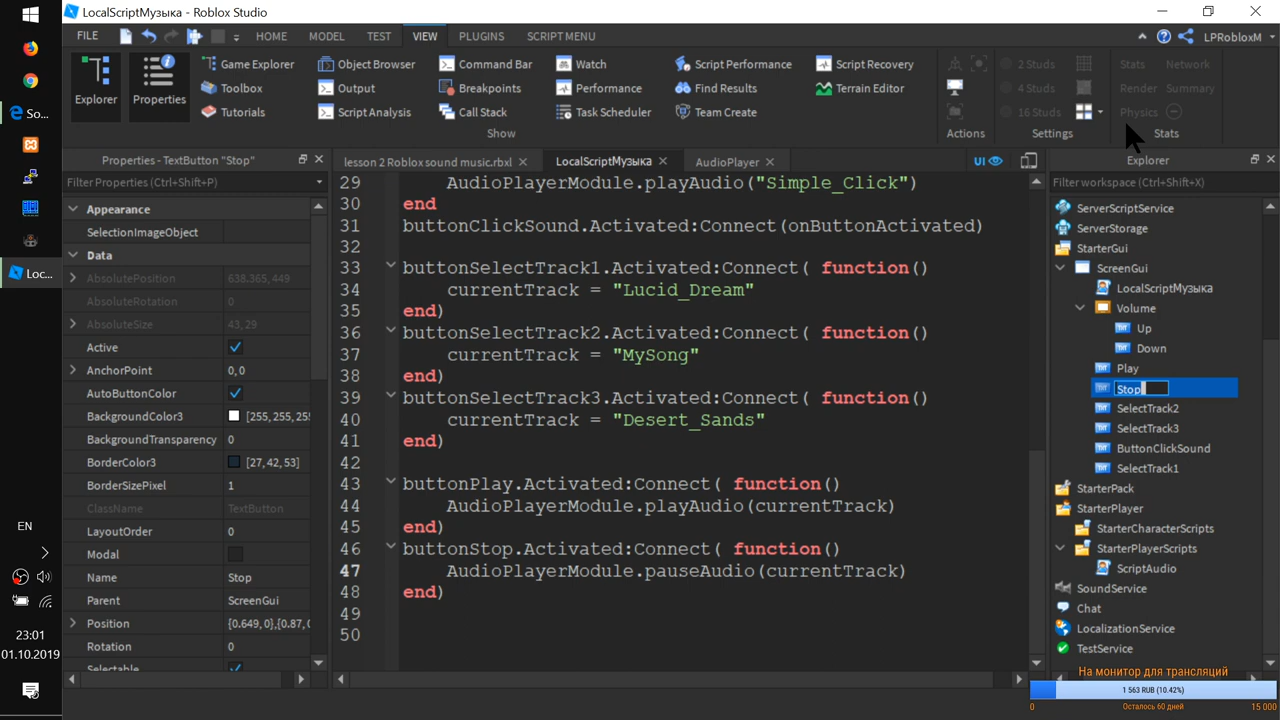 LocalScriptМузыка - Roblox Studio
FILE HOME MODEL TEST VIEW PLUGINS SCRIPT MENU LPRobloxM
Explorer
Properties
Game Explorer
Toolbox
Tutorials
Object Browser
Output
Script Analysis
Command Bar
Breakpoints
Call Stack
Watch
Performance
Task Scheduler
Script Performance
Find Results
Team Create
Script Recovery
Terrain Editor
Show
Actions
2 Studs
4 Studs
16 Studs
Settings
Stats Network
Render Summary
Physics
Stats
So...
Loc...
EN
23:01
01.10.2019
Properties - TextButton "Stop"
Filter Properties (Ctrl+Shift+P)
Appearance
SelectionImageObject
Data
AbsolutePosition 638.365, 449
AbsoluteRotation 0
AbsoluteSize 43, 29
Active
AnchorPoint 0, 0
AutoButtonColor
BackgroundColor3 [255, 255, 255
BackgroundTransparency 0
BorderColor3 [27, 42, 53]
BorderSizePixel 1
ClassName TextButton
LayoutOrder 0
Modal
Name Stop
Parent ScreenGui
Position {0.649, 0},{0.87, 0
Rotation 0
Selectable
lesson 2 Roblox sound music.rbxl LocalScriptМузыка AudioPlayer UI
29 AudioPlayerModule.playAudio("Simple_Click")
30 end
31 buttonClickSound.Activated:Connect(onButtonActivated)
32
33 buttonSelectTrack1.Activated:Connect( function()
34 currentTrack = "Lucid_Dream"
35 end)
36 buttonSelectTrack2.Activated:Connect( function()
37 currentTrack = "MySong"
38 end)
39 buttonSelectTrack3.Activated:Connect( function()
40 currentTrack = "Desert_Sands"
41 end)
42
43 buttonPlay.Activated:Connect( function()
44 AudioPlayerModule.playAudio(currentTrack)
45 end)
46 buttonStop.Activated:Connect( function()
47 AudioPlayerModule.pauseAudio(currentTrack)
48 end)
49
50
Explorer
Filter workspace (Ctrl+Shift+X)
ServerScriptService
ServerStorage
StarterGui
ScreenGui
LocalScriptМузыка
Volume
Up
Down
Play
Stop
SelectTrack2
SelectTrack3
ButtonClickSound
SelectTrack1
StarterPack
StarterPlayer
StarterCharacterScripts
StarterPlayerScripts
ScriptAudio
SoundService
Chat
LocalizationService
TestService
На монитор для трансляций
1 563 RUB (10.42%)
0 Осталось 60 дней 15 000